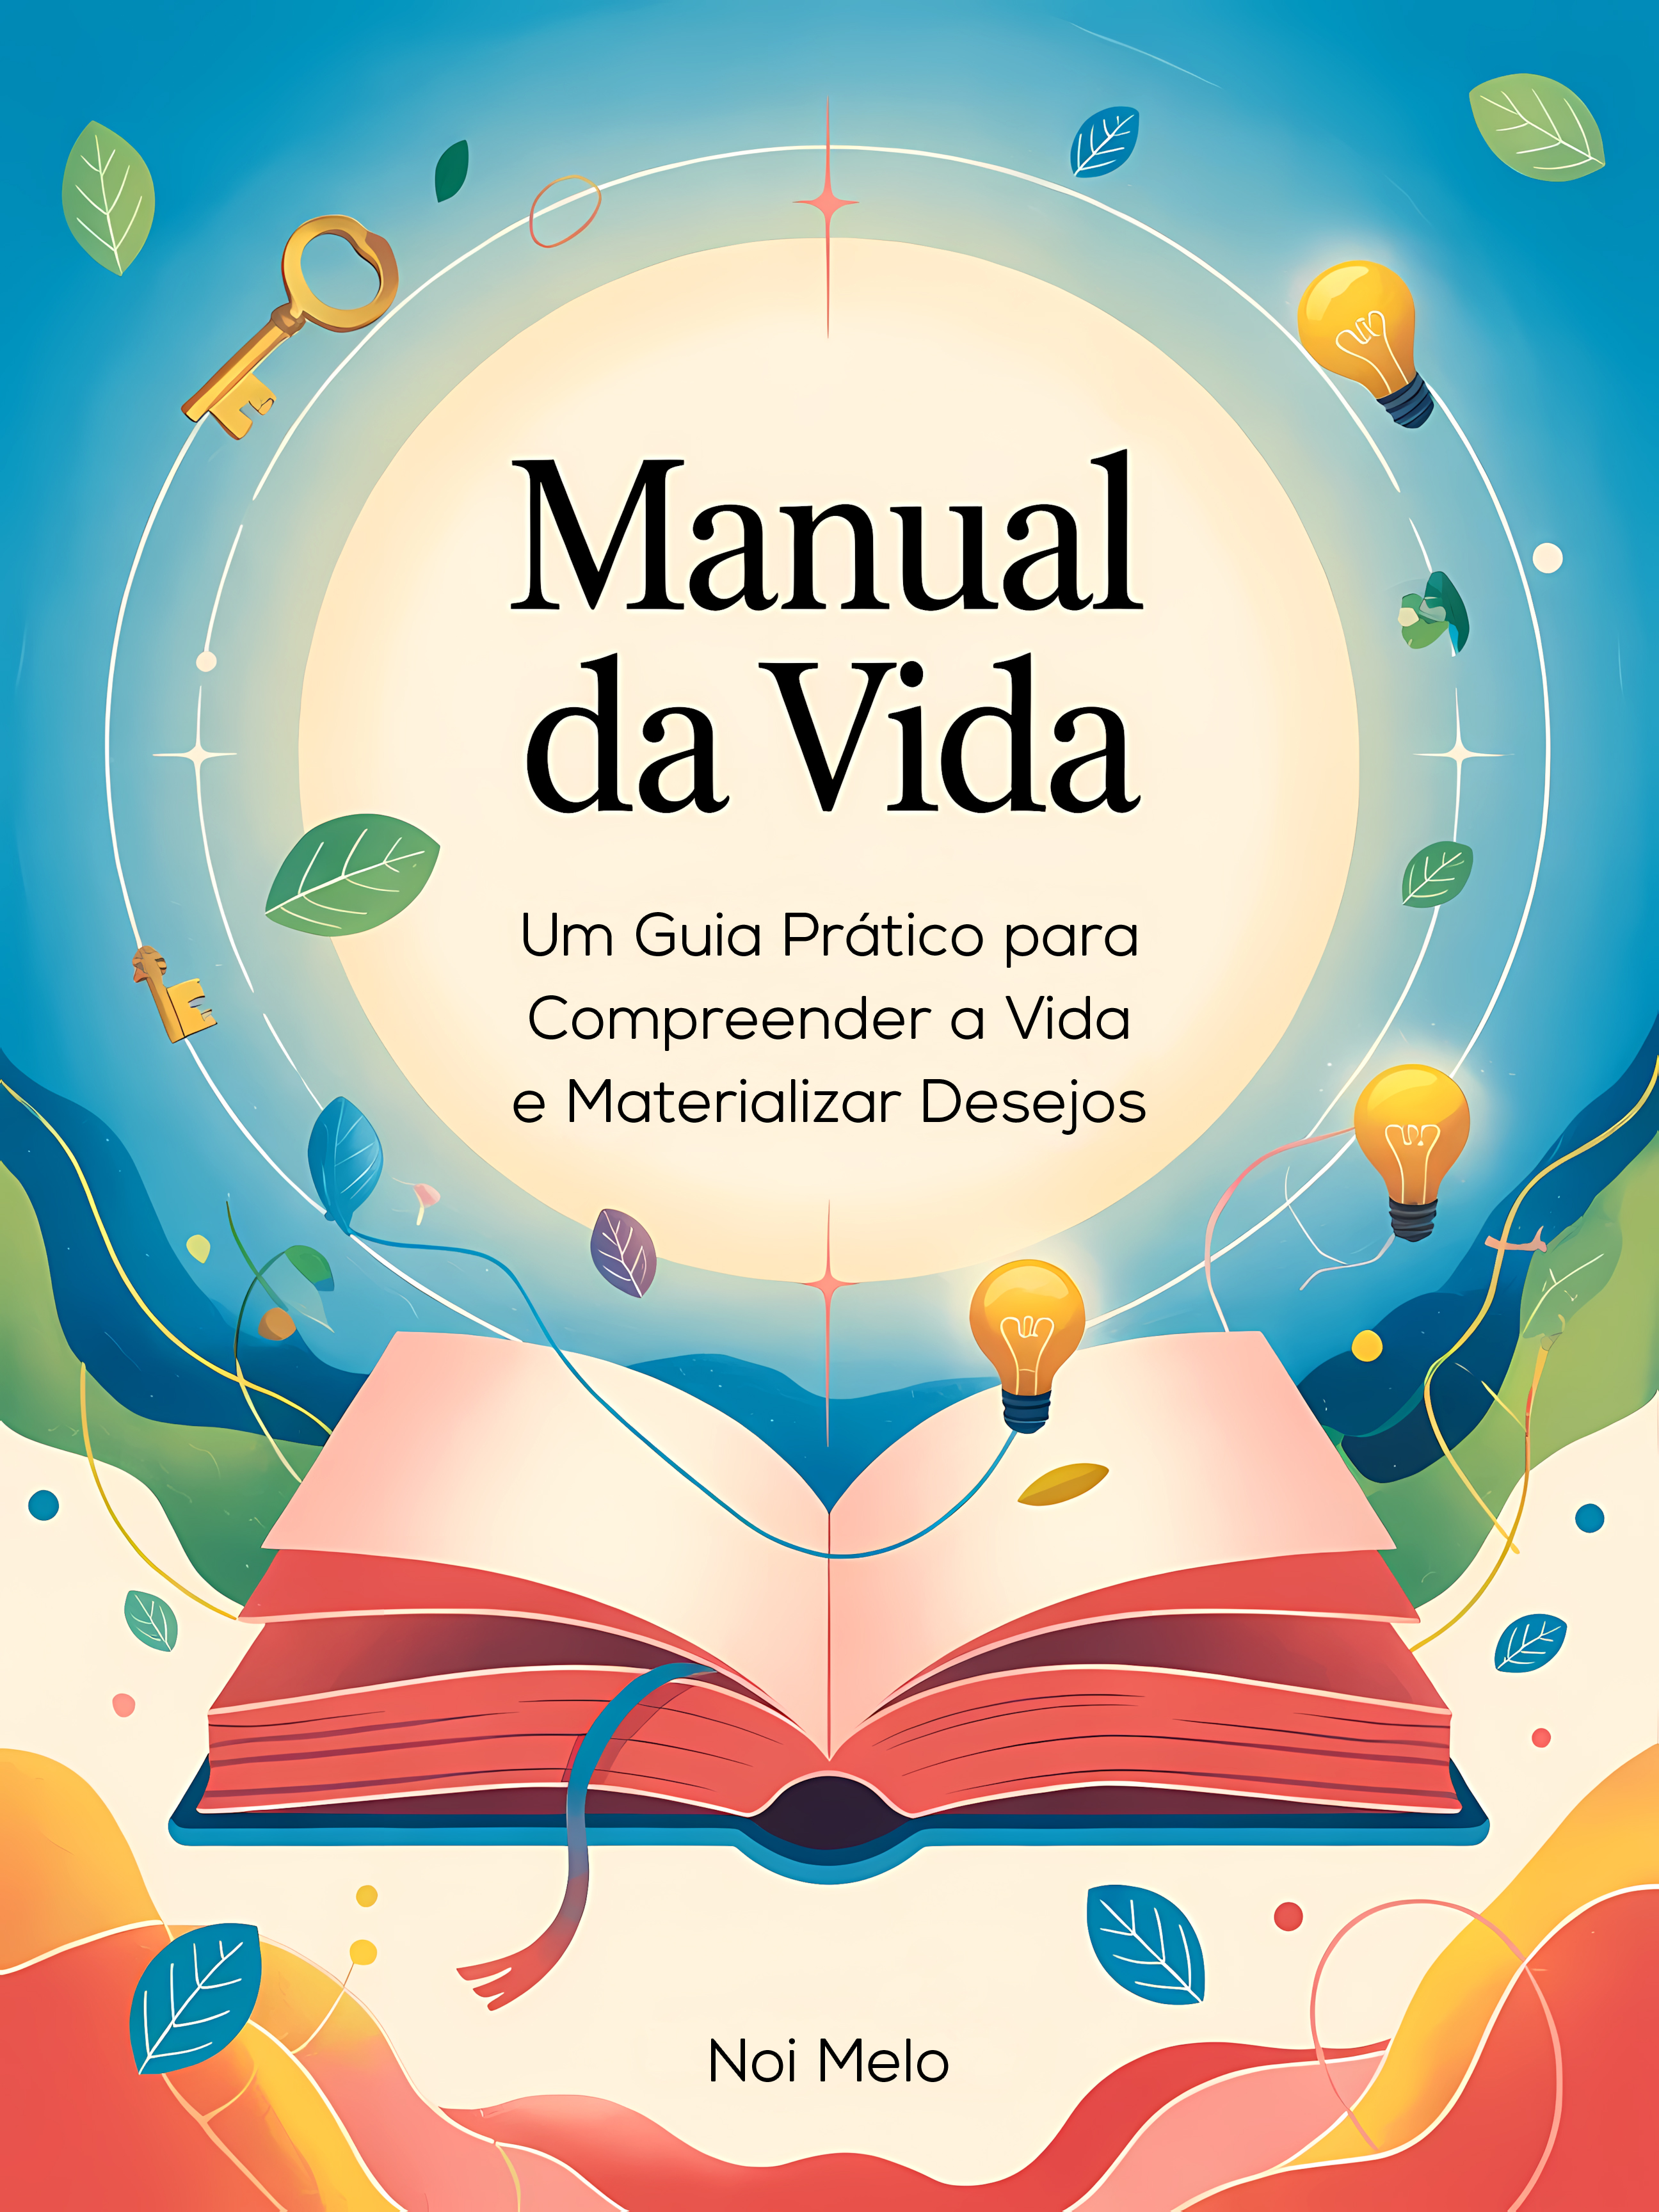 Manual
da Vida
Um Guia Prático para
Compreender a Vida
e Materializar Desejos
Noi Melo